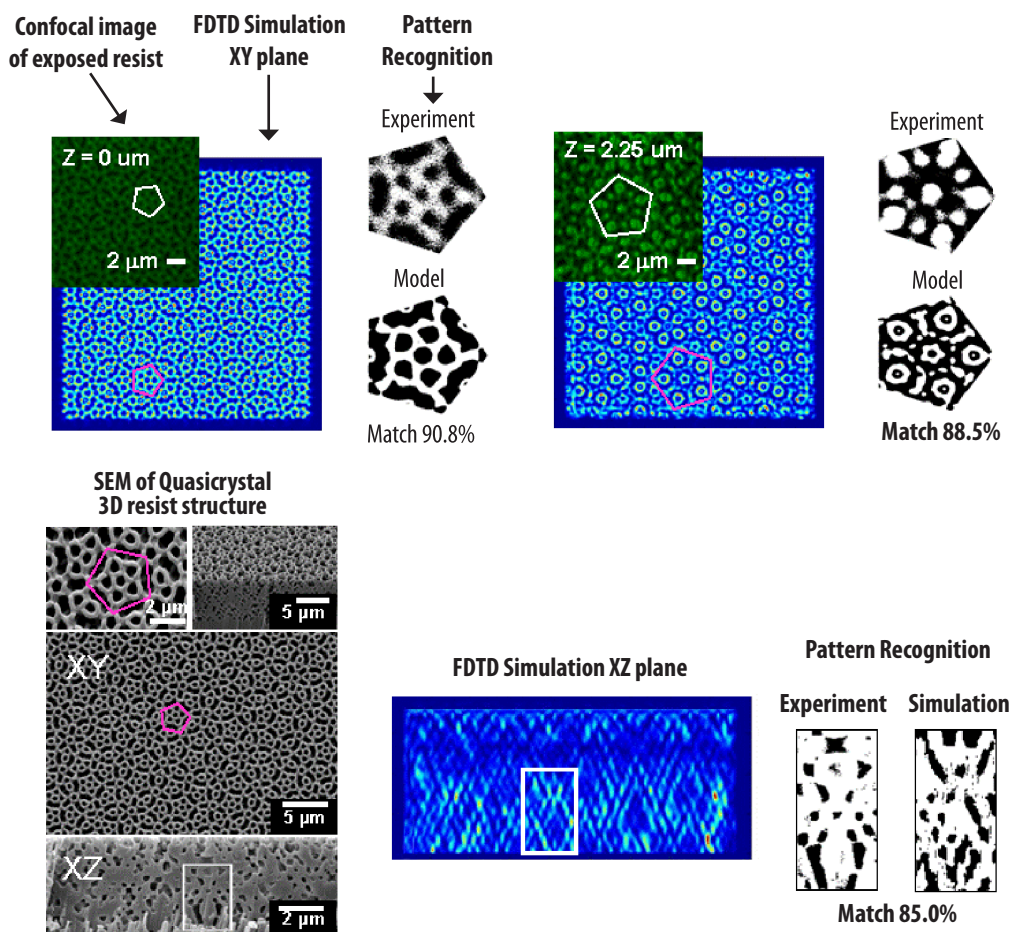 Confocal image
of exposed resist
FDTD Simulation
XY plane
Pattern
Recognition
Experiment
Z = 0 um
2 μm
Model
Match 90.8%
Experiment
Z = 2.25 um
2 μm
Model
Match 88.5%
SEM of Quasicrystal
3D resist structure
2 μm
5 μm
XY
5 μm
XZ
2 μm
FDTD Simulation XZ plane
Pattern Recognition
Experiment
Simulation
Match 85.0%